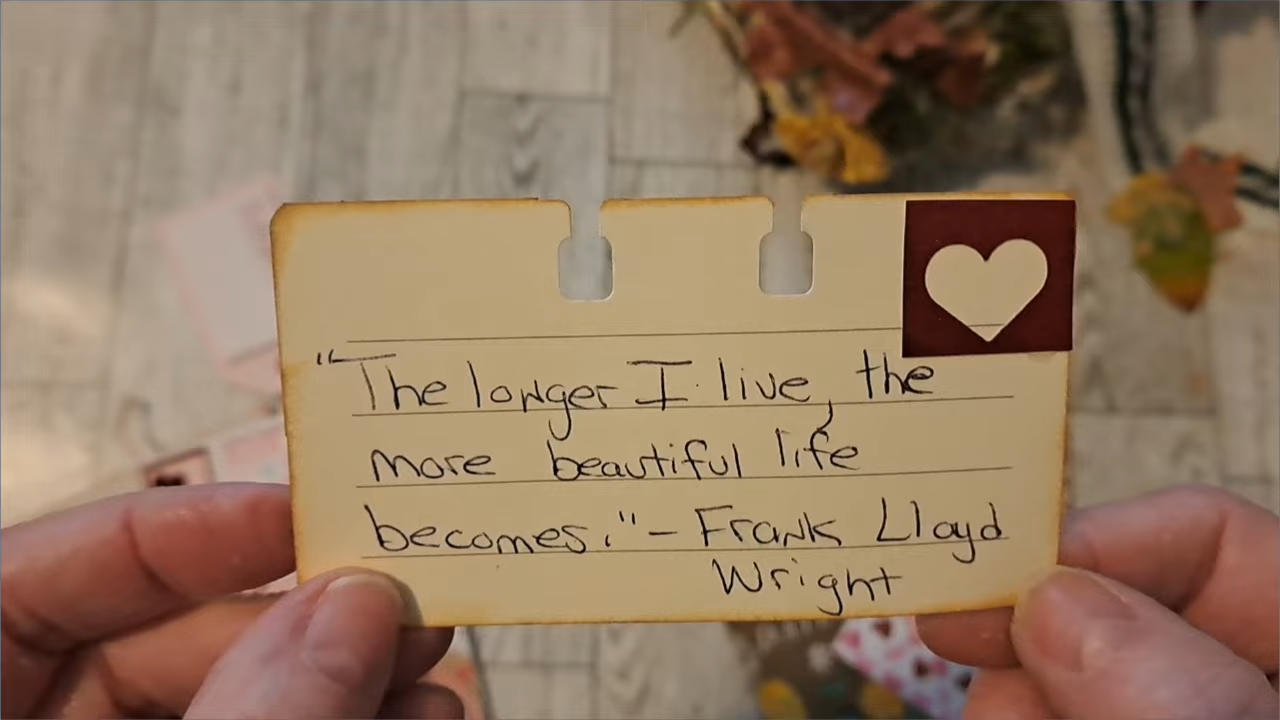 "The longer I live, the
more beautiful life
becomes." - Frank Lloyd
Wright